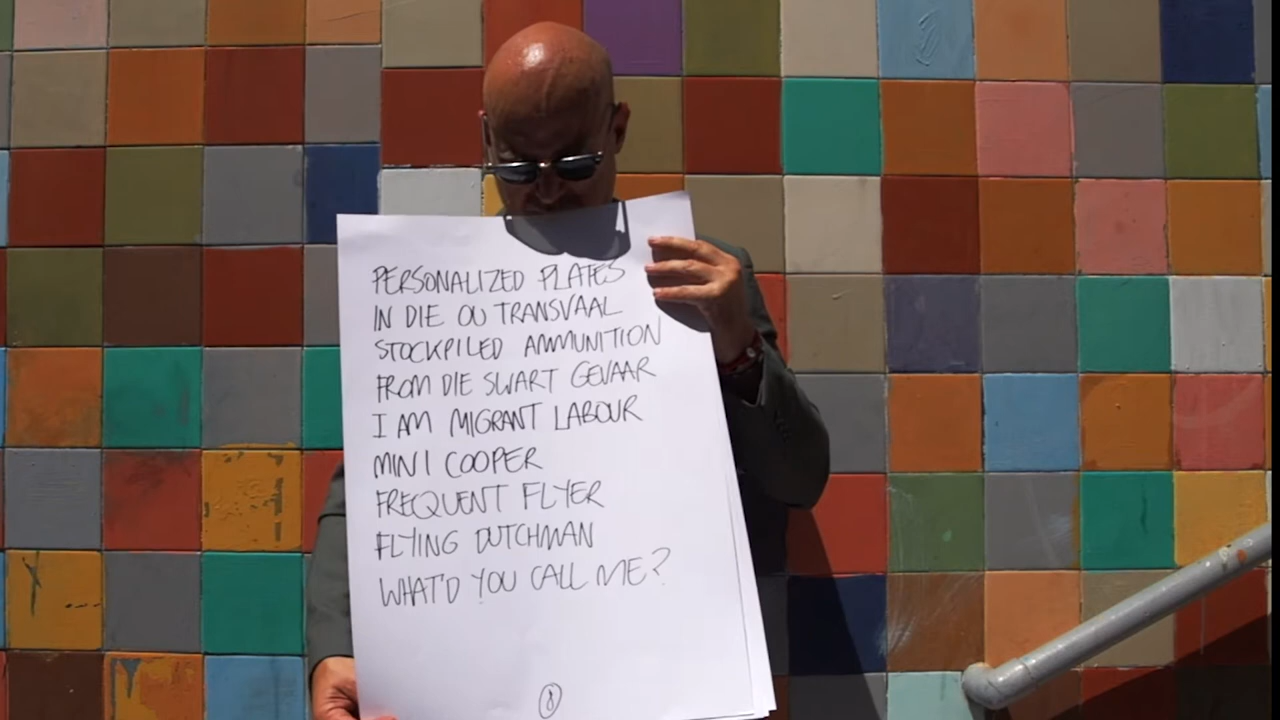 PERSONALIZED PLATES
IN DIE OU TRANSVAAL
STOCKPILED AMMUNITION
FROM DIE SWART GEVAAR
I AM MIGRANT LABOUR
MINI COOPER
FREQUENT FLYER
FLYING DUTCHMAN
WHAT'D YOU CALL ME?
8